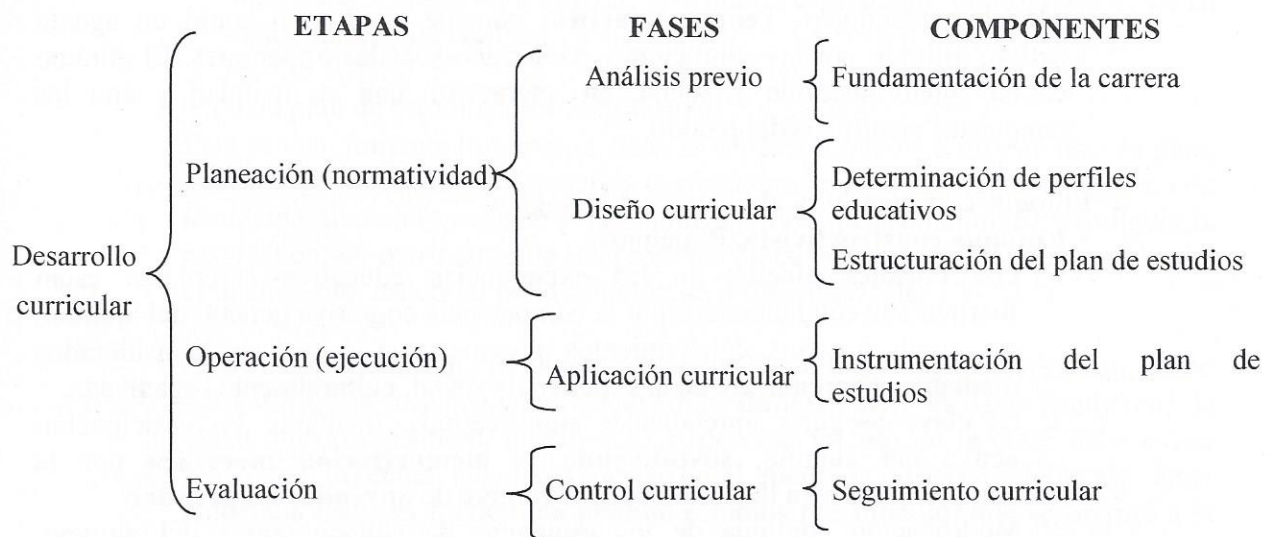 ETAPAS FASES COMPONENTES
Análisis previo Fundamentación de la carrera
Planeación (normatividad)
Diseño curricular Determinación de perfiles
educativos
Estructuración del plan de estudios
Desarrollo
curricular
Operación (ejecución) Aplicación curricular Instrumentación del plan de
estudios
Evaluación Control curricular Seguimiento curricular